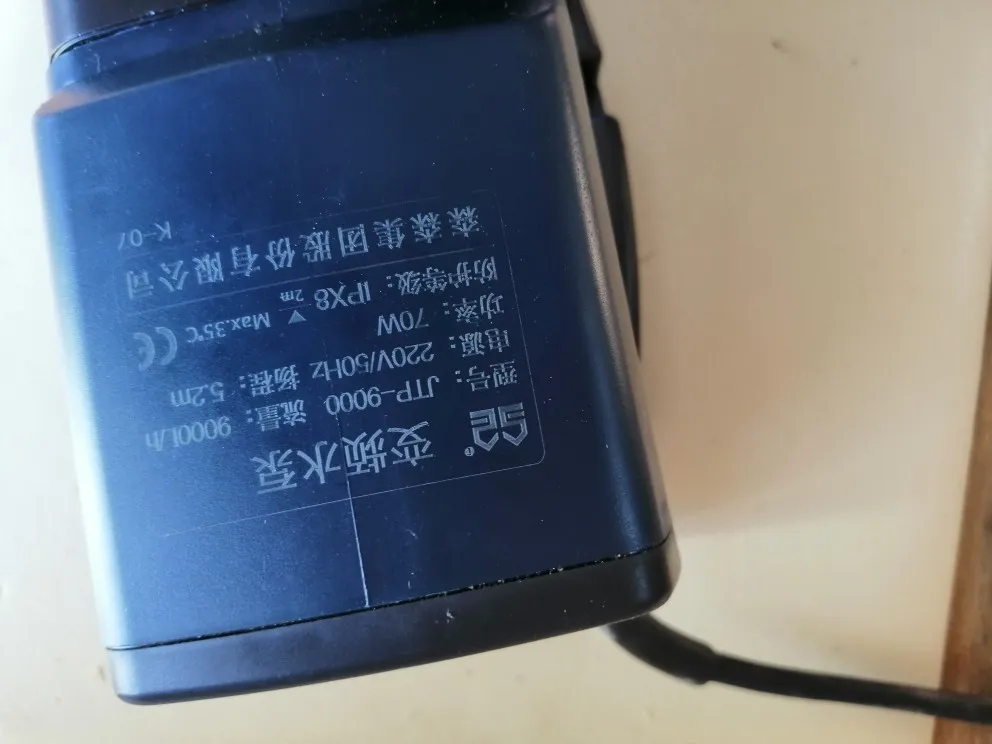 变频水泵
型号： JTP-9000 流量： 9000L/h
电源： 220V/50Hz 扬程： 5.2m
功率： 70W
防护等级： IPX8 2m Max.35℃ CE
森森集团股份有限公司
K-07